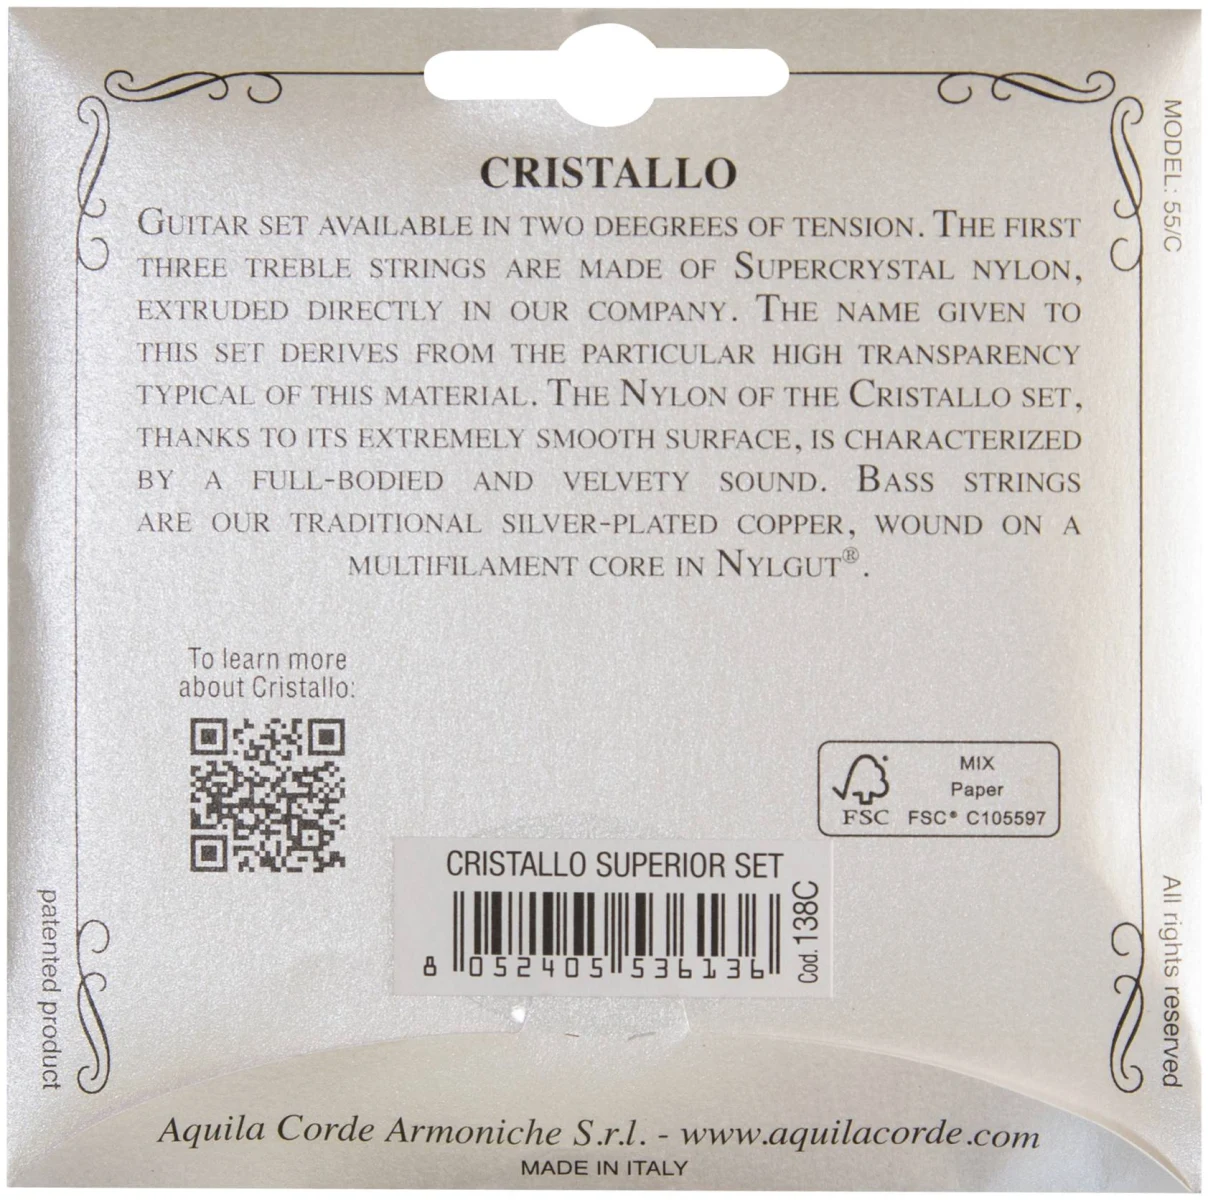 CRISTALLO
GUITAR SET AVAILABLE IN TWO DEEGREES OF TENSION. THE FIRST
THREE TREBLE STRINGS ARE MADE OF SUPERCRYSTAL NYLON,
EXTRUDED DIRECTLY IN OUR COMPANY. THE NAME GIVEN TO
THIS SET DERIVES FROM THE PARTICULAR HIGH TRANSPARENCY
TYPICAL OF THIS MATERIAL. THE NYLON OF THE CRISTALLO SET,
THANKS TO ITS EXTREMELY SMOOTH SURFACE, IS CHARACTERIZED
BY A FULL-BODIED AND VELVETY SOUND. BASS STRINGS
ARE OUR TRADITIONAL SILVER-PLATED COPPER, WOUND ON A
MULTIFILAMENT CORE IN NYLGUT®.
MODEL: 55/C
To learn more
about Cristallo:
MIX
Paper
FSC
FSC® C105597
CRISTALLO SUPERIOR SET
8 052405 536136
Cod. 138C
patented product
All rights reserved
Aquila Corde Armoniche S.r.l. - www.aquilacorde.com
MADE IN ITALY